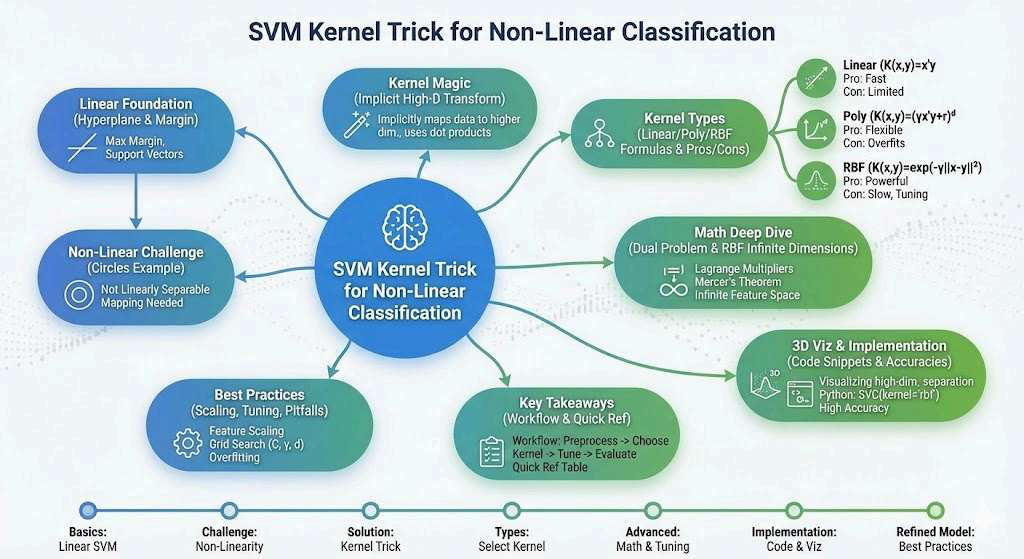 SVM Kernel Trick for Non-Linear Classification
Linear Foundation
(Hyperplane & Margin)
Max Margin,
Support Vectors
Kernel Magic
(Implicit High-D Transform)
Implicitly maps data to higher
dim., uses dot products
Kernel Types
(Linear/Poly/RBF
Formulas & Pros/Cons)
Linear (K(x,y)=x'y
Pro: Fast
Con: Limited
Poly (K(x,y)=(γx'y+r)ᵈ
Pro: Flexible
Con: Overfits
RBF (K(x,y)=exp(-γ||x-y||²)
Pro: Powerful
Con: Slow, Tuning
Non-Linear Challenge
(Circles Example)
Not Linearly Separable
Mapping Needed
SVM Kernel Trick
for Non-Linear
Classification
Math Deep Dive
(Dual Problem & RBF Infinite Dimensions)
Lagrange Multipliers
Mercer's Theorem
Infinite Feature Space
3D Viz & Implementation
(Code Snippets & Accuracies)
3D
Visualizing high-dim. separation
Python: SVC(kernel='rbf')
High Accuracy
Best Practices
(Scaling, Tuning, Pitfalls)
Feature Scaling
Grid Search (C, γ, d)
Overfitting
Key Takeaways
(Workflow & Quick Ref)
Workflow: Preprocess -> Choose
Kernel -> Tune -> Evaluate
Quick Ref Table
Basics:
Linear SVM
Challenge:
Non-Linearity
Solution:
Kernel Trick
Types:
Select Kernel
Advanced:
Math & Tuning
Implementation:
Code & Viz
Refined Model:
Best Practices